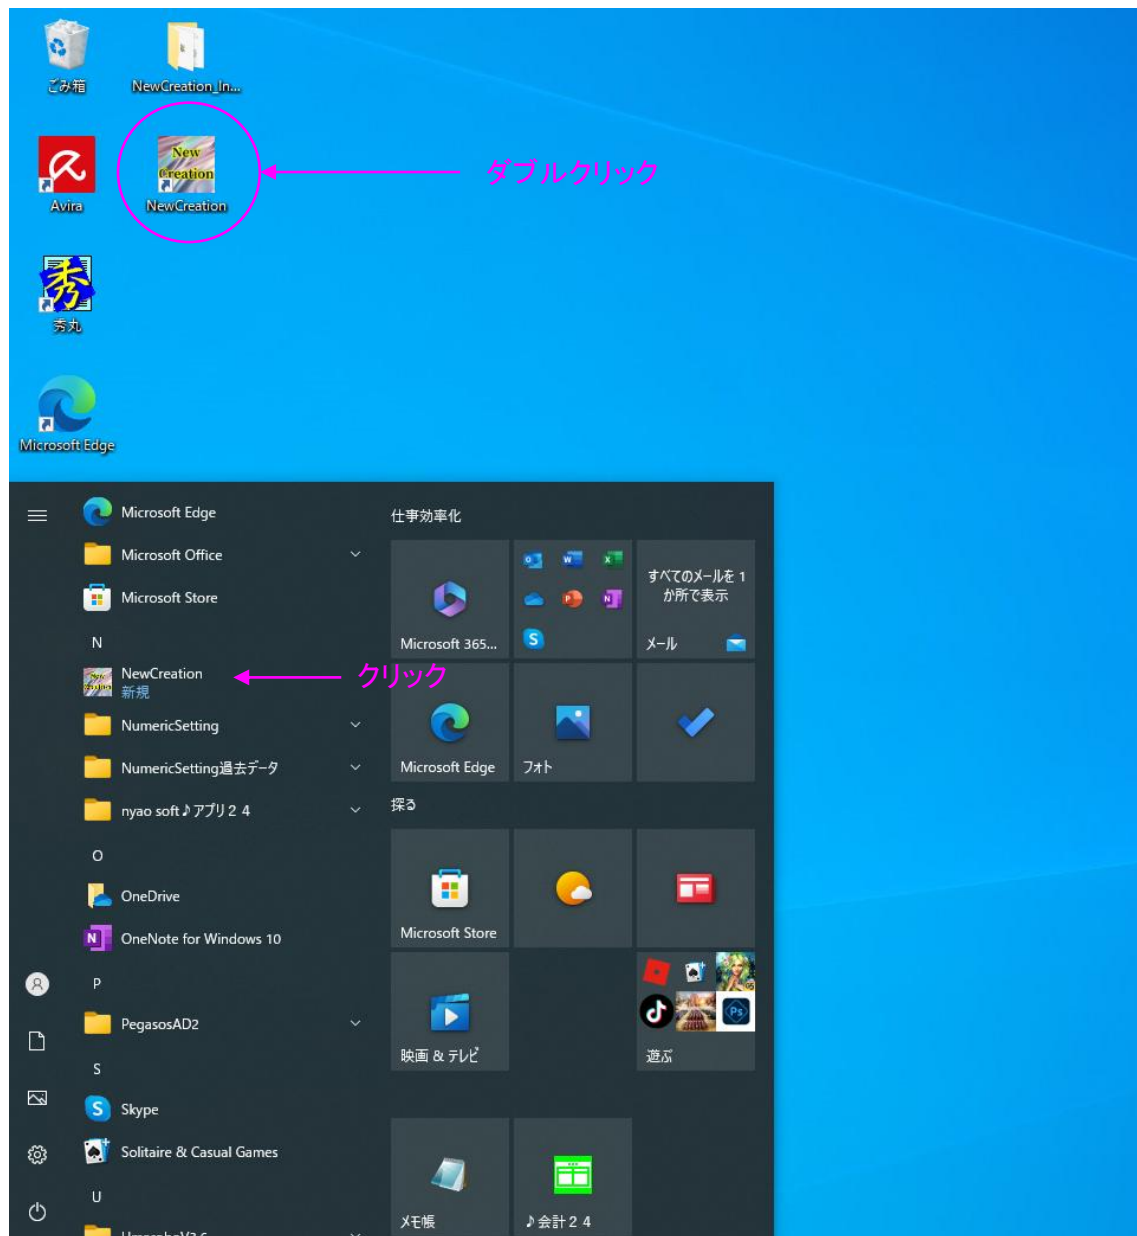 ごみ箱
NewCreation_In...
New
Creation
ダブルクリック
Avira
NewCreation
秀
秀丸
Microsoft Edge
Microsoft Edge
Microsoft Office
Microsoft Store
N
NewCreation
新規
クリック
NumericSetting
NumericSetting過去データ
nyao soft♪アプリ２４
O
OneDrive
OneNote for Windows 10
P
PegasosAD2
S
Skype
Solitaire & Casual Games
U
仕事効率化
Microsoft 365...
すべてのメールを 1
か所で表示
メール
Microsoft Edge
フォト
探る
Microsoft Store
映画 & テレビ
遊ぶ
メモ帳
♪会計２４